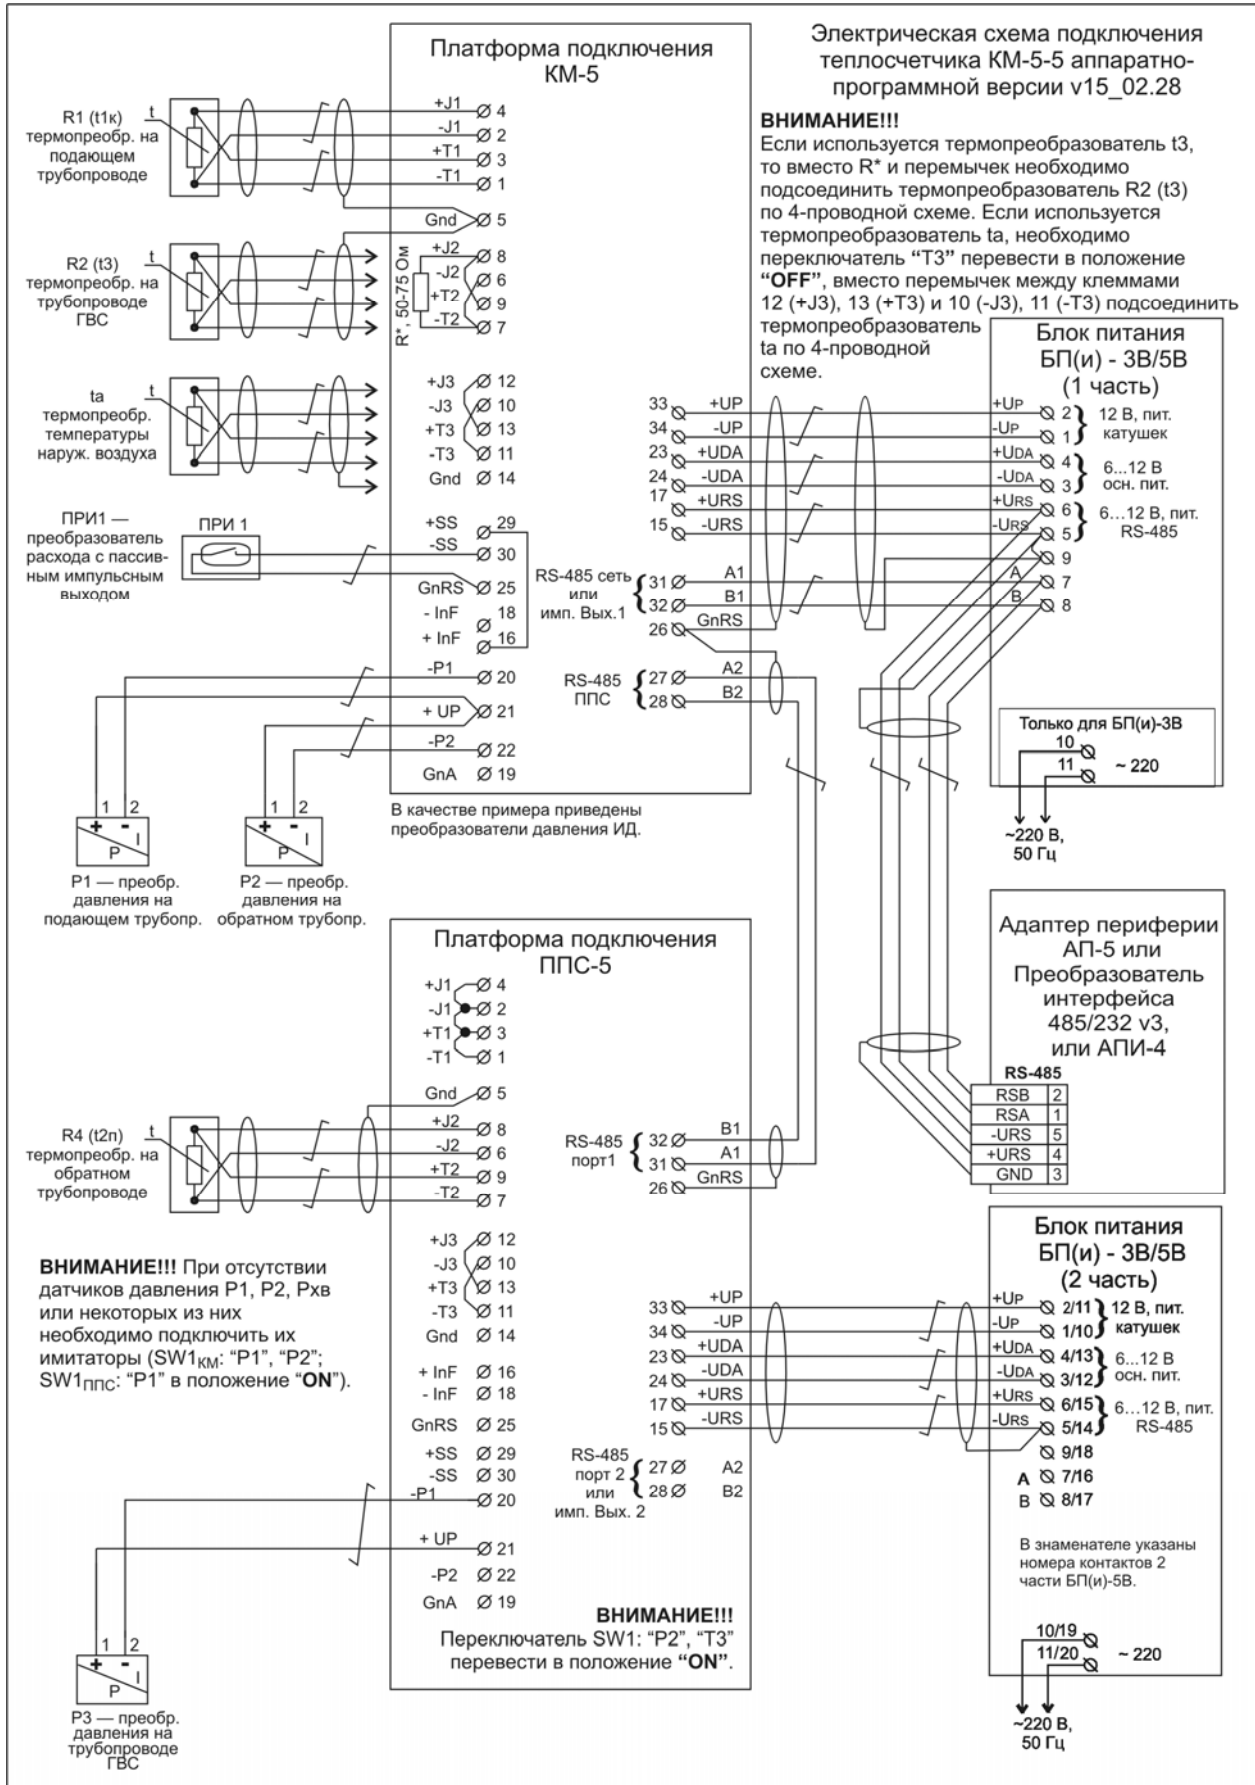 Электрическая схема подключения
теплосчетчика КМ-5-5 аппаратно-
программной версии v15_02.28
ВНИМАНИЕ!!!
Если используется термопреобразователь t3,
то вместо R* и перемычек необходимо
подсоединить термопреобразователь R2 (t3)
по 4-проводной схеме. Если используется
термопреобразователь ta, необходимо
переключатель “T3” перевести в положение
“OFF”, вместо перемычек между клеммами
12 (+J3), 13 (+T3) и 10 (-J3), 11 (-T3) подсоединить
термопреобразователь
ta по 4-проводной
схеме.
Платформа подключения
КМ-5
R1 (t1к)
термопреобр. на
подающем
трубопроводе
t
+J1 4
-J1 2
+T1 3
-T1 1
Gnd 5
R2 (t3)
термопреобр. на
трубопроводе
ГВС
t
R*, 50-75 Ом
+J2 8
-J2 6
+T2 9
-T2 7
ta
термопреобр.
температуры
наруж. воздуха
t
+J3 12
-J3 10
+T3 13
-T3 11
Gnd 14
ПРИ1 —
преобразователь
расхода с пассив-
ным импульсным
выходом
ПРИ 1
+SS 29
-SS 30
GnRS 25
- InF 18
+ InF 16
-P1 20
+ UP 21
-P2 22
GnA 19
33 +UP
34 -UP
23 +UDA
24 -UDA
17 +URS
15 -URS
RS-485 сеть
или
имп. Вых.1
31 A1
32 B1
26 GnRS
RS-485
ППС
27 A2
28 B2
Блок питания
БП(и) - 3В/5В
(1 часть)
+UP 2
-UP 1
12 В, пит.
катушек
+UDA 4
-UDA 3
6...12 В
осн. пит.
+URS 6
-URS 5
6...12 В, пит.
RS-485
9
A 7
B 8
Только для БП(и)-3В
10
11
~ 220
~220 В,
50 Гц
1 2
+ -
I
P
P1 — преобр.
давления на
подающем трубопр.
1 2
+ -
I
P
P2 — преобр.
давления на
обратном трубопр.
В качестве примера приведены
преобразователи давления ИД.
Адаптер периферии
АП-5 или
Преобразователь
интерфейса
485/232 v3,
или АПИ-4
RS-485
RSB 2
RSA 1
-URS 5
+URS 4
GND 3
Платформа подключения
ППС-5
+J1 4
-J1 2
+T1 3
-T1 1
Gnd 5
R4 (t2п)
термопреобр. на
обратном
трубопроводе
t
+J2 8
-J2 6
+T2 9
-T2 7
+J3 12
-J3 10
+T3 13
-T3 11
Gnd 14
+ InF 16
- InF 18
GnRS 25
+SS 29
-SS 30
-P1 20
+ UP 21
-P2 22
GnA 19
RS-485
порт1
32 B1
31 A1
26 GnRS
33 +UP
34 -UP
23 +UDA
24 -UDA
17 +URS
15 -URS
RS-485
порт 2
или
имп. Вых. 2
27 A2
28 B2
ВНИМАНИЕ!!!
Переключатель SW1: “P2”, “T3”
перевести в положение “ON”.
ВНИМАНИЕ!!! При отсутствии
датчиков давления P1, P2, Pхв
или некоторых из них
необходимо подключить их
имитаторы (SW1КМ: “P1”, “P2”;
SW1ППС: “P1” в положение “ON”).
1 2
+ -
I
P
P3 — преобр.
давления на
трубопроводе
ГВС
Блок питания
БП(и) - 3В/5В
(2 часть)
+UP 2/11
-UP 1/10
12 В, пит.
катушек
+UDA 4/13
-UDA 3/12
6...12 В
осн. пит.
+URS 6/15
-URS 5/14
6...12 В, пит.
RS-485
9/18
A 7/16
B 8/17
В знаменателе указаны
номера контактов 2
части БП(и)-5В.
10/19
11/20
~ 220
~220 В,
50 Гц